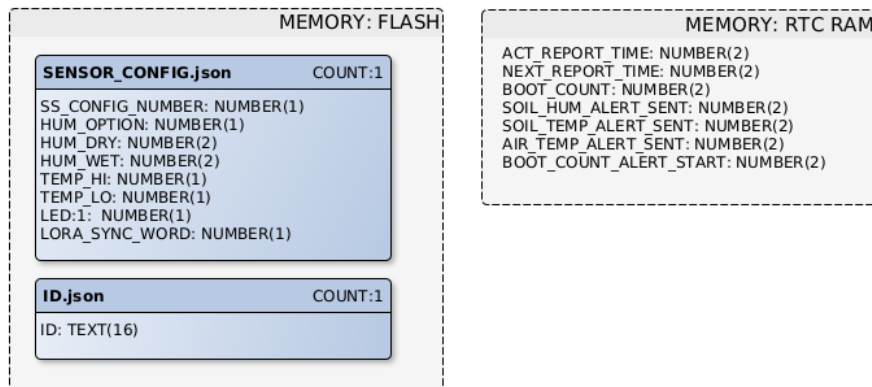 MEMORY: FLASH
SENSOR_CONFIG.json COUNT:1
SS_CONFIG_NUMBER: NUMBER(1)
HUM_OPTION: NUMBER(1)
HUM_DRY: NUMBER(2)
HUM_WET: NUMBER(2)
TEMP_HI: NUMBER(1)
TEMP_LO: NUMBER(1)
LED:1: NUMBER(1)
LORA_SYNC_WORD: NUMBER(1)
ID.json COUNT:1
ID: TEXT(16)
MEMORY: RTC RAM
ACT_REPORT_TIME: NUMBER(2)
NEXT_REPORT_TIME: NUMBER(2)
BOOT_COUNT: NUMBER(2)
SOIL_HUM_ALERT_SENT: NUMBER(2)
SOIL_TEMP_ALERT_SENT: NUMBER(2)
AIR_TEMP_ALERT_SENT: NUMBER(2)
BOOT_COUNT_ALERT_START: NUMBER(2)